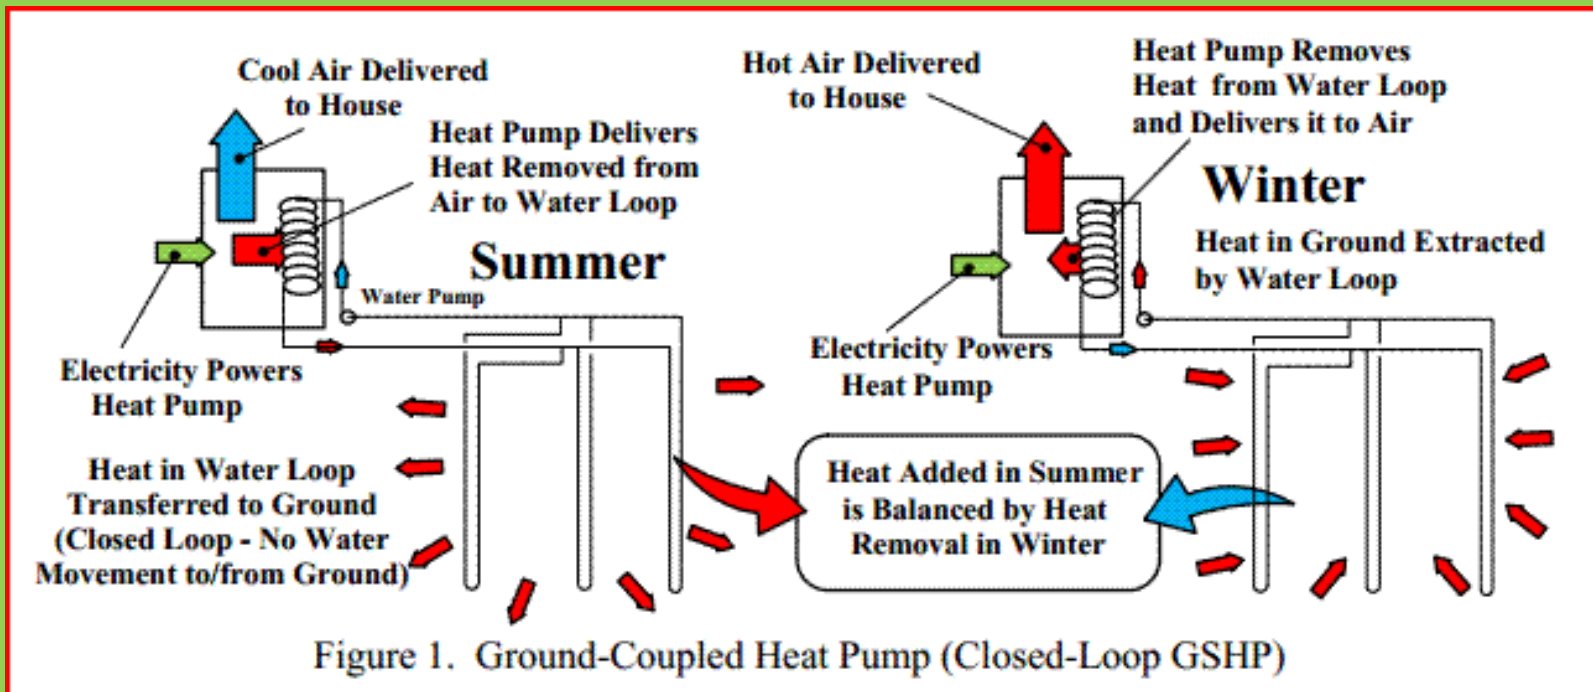 Cool Air Delivered
to House
Heat Pump Delivers
Heat Removed from
Air to Water Loop
Summer
Water Pump
Electricity Powers
Heat Pump
Heat in Water Loop
Transferred to Ground
(Closed Loop - No Water
Movement to/from Ground)
Hot Air Delivered
to House
Heat Pump Removes
Heat from Water Loop
and Delivers it to Air
Winter
Heat in Ground Extracted
by Water Loop
Electricity Powers
Heat Pump
Heat Added in Summer
is Balanced by Heat
Removal in Winter
Figure 1. Ground-Coupled Heat Pump (Closed-Loop GSHP)